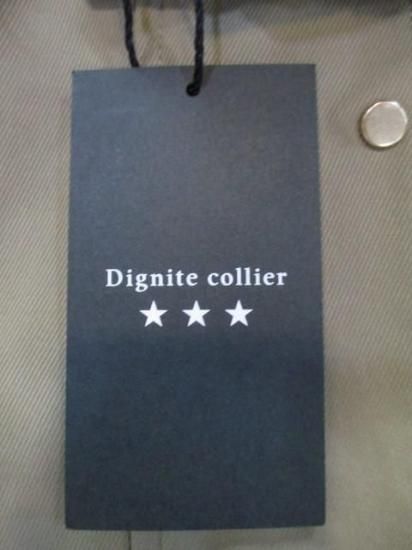 Dignite collier
★ ★ ★